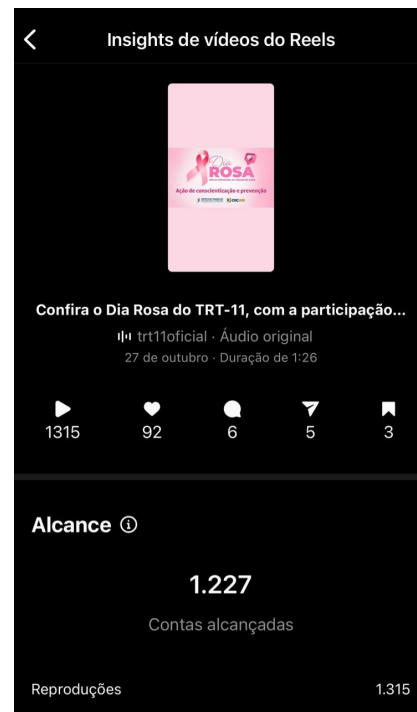 Insights de vídeos do Reels
Dia
ROSA
Ação de conscientização e prevenção
Confira o Dia Rosa do TRT-11, com a participação...
trt11oficial · Áudio original
27 de outubro · Duração de 1:26
1315 92 6 5 3
Alcance
1.227
Contas alcançadas
Reproduções 1.315